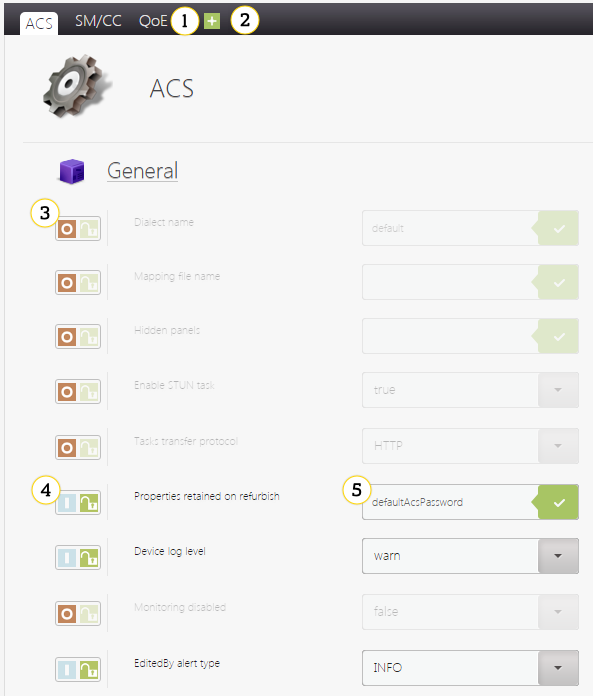 ACS SM/CC QoE 1 + 2
ACS
General
3
Dialect name default
Mapping file name
Hidden panels
Enable STUN task true
Tasks transfer protocol HTTP
4 5
Properties retained on refurbish defaultAcsPassword
Device log level warn
Monitoring disabled false
EditedBy alert type INFO